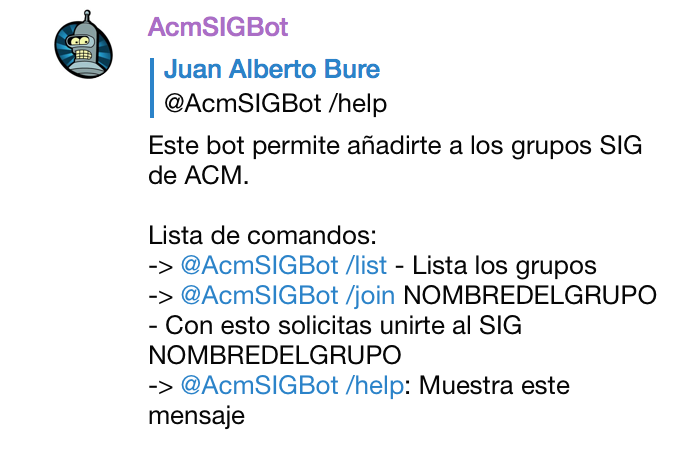 AcmSIGBot
Juan Alberto Bure
@AcmSIGBot /help
Este bot permite añadirte a los grupos SIG
de ACM.
Lista de comandos:
-> @AcmSIGBot /list - Lista los grupos
-> @AcmSIGBot /join NOMBREDELGRUPO
- Con esto solicitas unirte al SIG
NOMBREDELGRUPO
-> @AcmSIGBot /help: Muestra este
mensaje